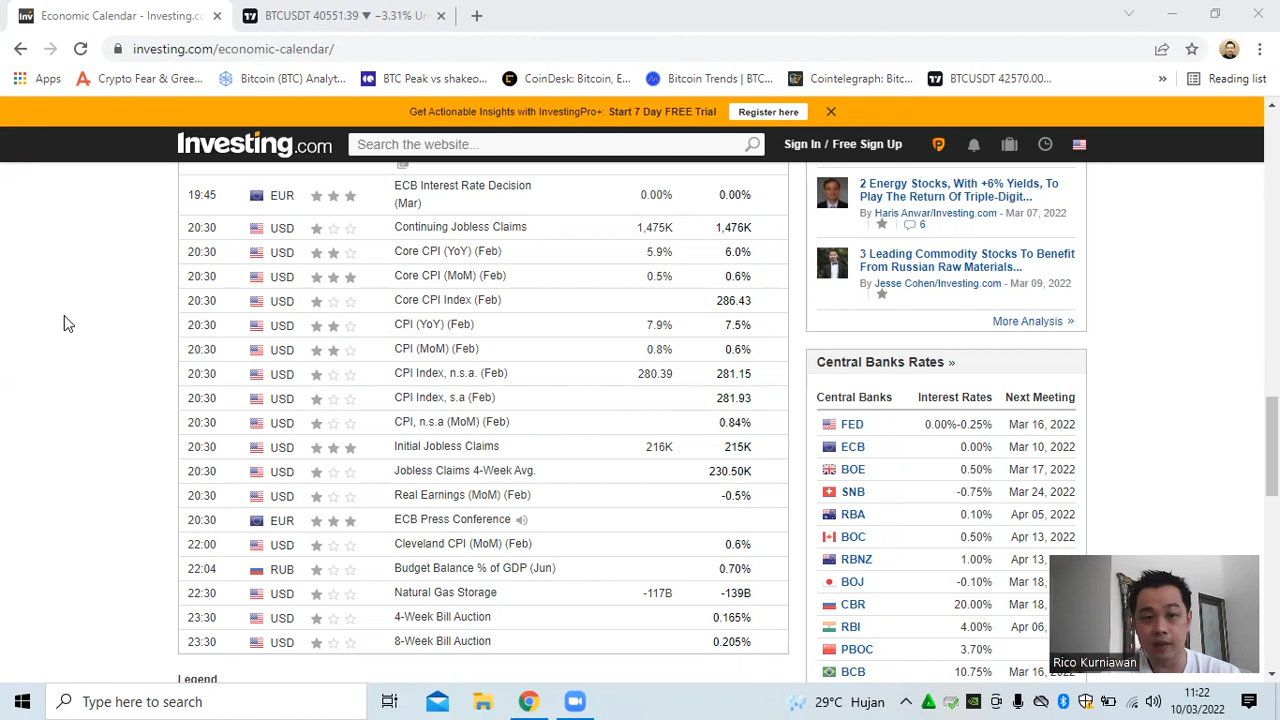 Economic Calendar - Investing.co
BTCUSDT 40551.39 ▼ −3.31% Un
investing.com/economic-calendar/
Apps
Crypto Fear & Gree...
Bitcoin (BTC) Analyt...
BTC Peak vs shakeo...
CoinDesk: Bitcoin, E...
Bitcoin Trends | BTC...
Cointelegraph: Bitc...
BTCUSDT 42570.00...
»
Reading list
Get Actionable Insights with InvestingPro+: Start 7 Day FREE Trial
Register here
Investing.com
Search the website...
Sign In / Free Sign Up
19:45 EUR ECB Interest Rate Decision (Mar) 0.00% 0.00%
20:30 USD Continuing Jobless Claims 1,475K 1,476K
20:30 USD Core CPI (YoY) (Feb) 5.9% 6.0%
20:30 USD Core CPI (MoM) (Feb) 0.5% 0.6%
20:30 USD Core CPI Index (Feb) 286.43
20:30 USD CPI (YoY) (Feb) 7.9% 7.5%
20:30 USD CPI (MoM) (Feb) 0.8% 0.6%
20:30 USD CPI Index, n.s.a. (Feb) 280.39 281.15
20:30 USD CPI Index, s.a (Feb) 281.93
20:30 USD CPI, n.s.a (MoM) (Feb) 0.84%
20:30 USD Initial Jobless Claims 216K 215K
20:30 USD Jobless Claims 4-Week Avg. 230.50K
20:30 USD Real Earnings (MoM) (Feb) -0.5%
20:30 EUR ECB Press Conference
22:00 USD Cleveland CPI (MoM) (Feb) 0.6%
22:04 RUB Budget Balance % of GDP (Jun) 0.70%
22:30 USD Natural Gas Storage -117B -139B
23:30 USD 4-Week Bill Auction 0.165%
23:30 USD 8-Week Bill Auction 0.205%
Legend
2 Energy Stocks, With +6% Yields, To
Play The Return Of Triple-Digit...
By Haris Anwar/Investing.com - Mar 07, 2022
6
3 Leading Commodity Stocks To Benefit
From Russian Raw Materials...
By Jesse Cohen/Investing.com - Mar 09, 2022
More Analysis »
Central Banks Rates »
Central Banks Interest Rates Next Meeting
FED 0.00%-0.25% Mar 16, 2022
ECB 0.00% Mar 10, 2022
BOE 0.50% Mar 17, 2022
SNB -0.75% Mar 24, 2022
RBA 0.10% Apr 05, 2022
BOC 0.50% Apr 13, 2022
RBNZ 1.00% Apr 13,
BOJ -0.10% Mar 18,
CBR 20.00% Mar 18,
RBI 4.00% Apr 06,
PBOC 3.70%
BCB 10.75% Mar 16, 2022
Rico Kurniawan
Type here to search
29°C Hujan
11:22
10/03/2022